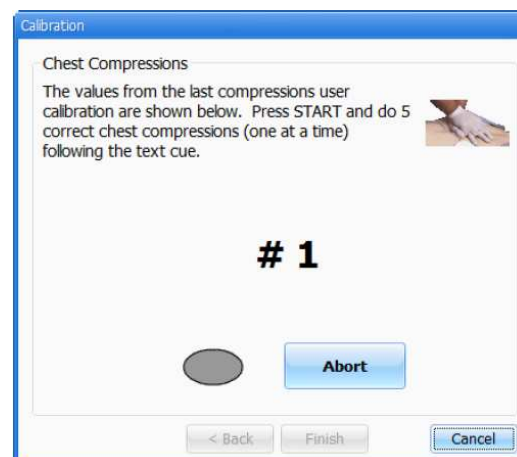 Calibration
Chest Compressions
The values from the last compressions user
calibration are shown below. Press START and do 5
correct chest compressions (one at a time)
following the text cue.
# 1
Abort
< Back
Finish
Cancel